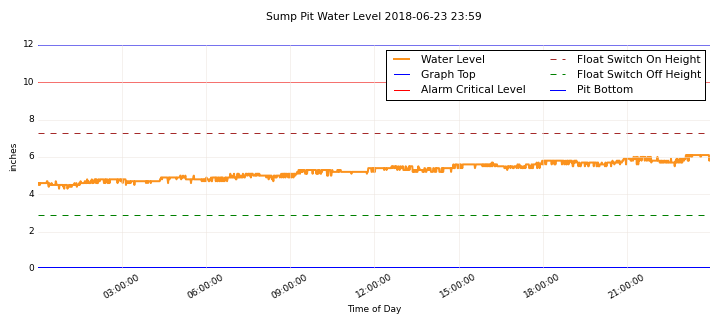 Sump Pit Water Level 2018-06-23 23:59
12
10
8
6
4
2
0
inches
Water Level
Graph Top
Alarm Critical Level
Float Switch On Height
Float Switch Off Height
Pit Bottom
03:00:00
06:00:00
09:00:00
12:00:00
15:00:00
18:00:00
21:00:00
Time of Day